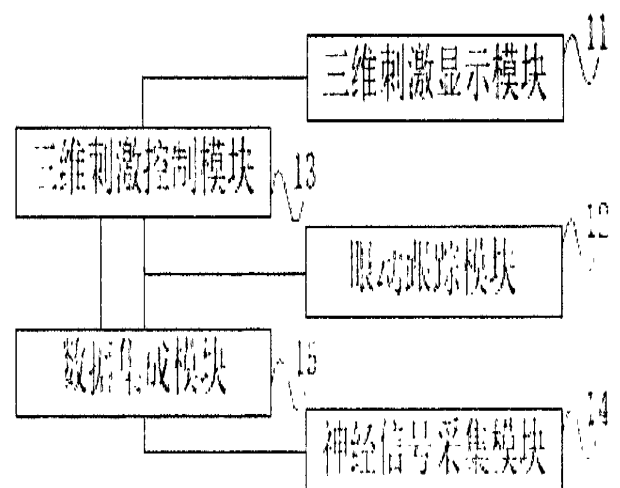 11
三维刺激显示模块
三维刺激控制模块
13
12
眼动跟踪模块
数据集成模块
15
14
神经信号采集模块